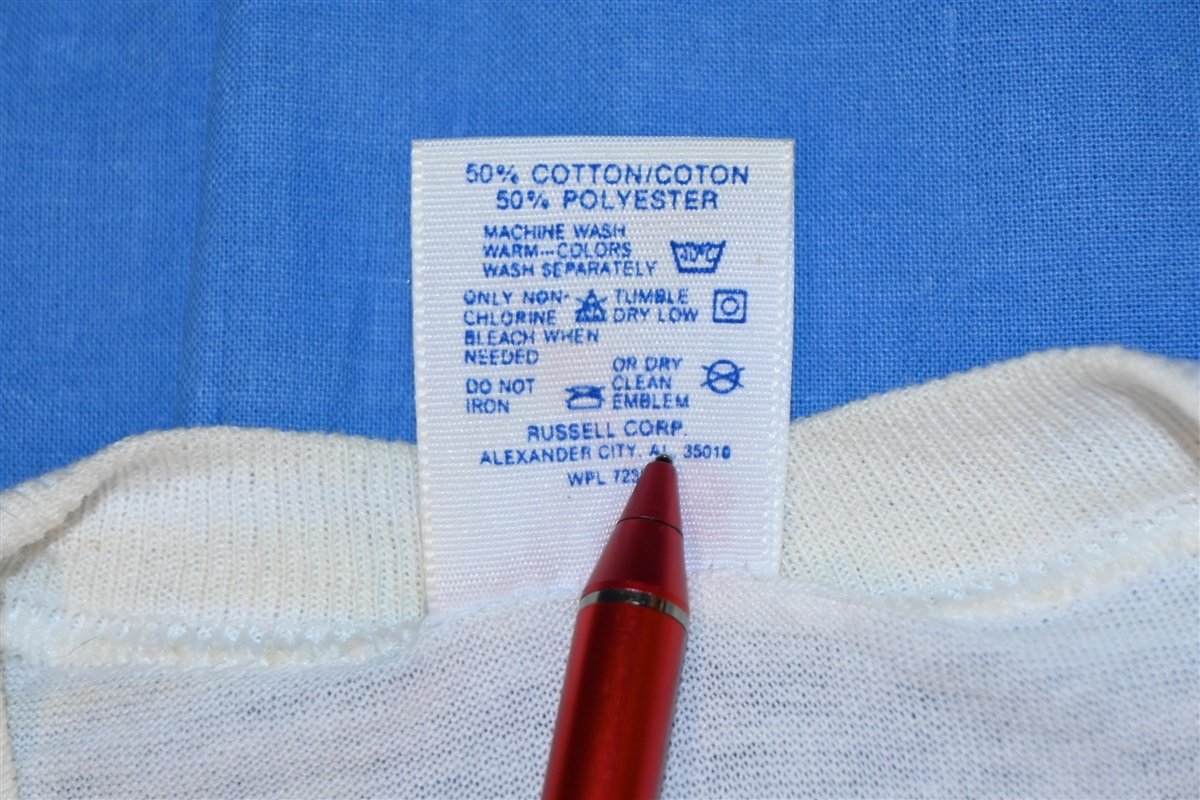 50% COTTON/COTON
50% POLYESTER
MACHINE WASH
WARM---COLORS
WASH SEPARATELY
40°C
ONLY NON-
CHLORINE
BLEACH WHEN
NEEDED
TUMBLE
DRY LOW
DO NOT
IRON
OR DRY
CLEAN
EMBLEM
RUSSELL CORP.
ALEXANDER CITY, AL 35010
WPL